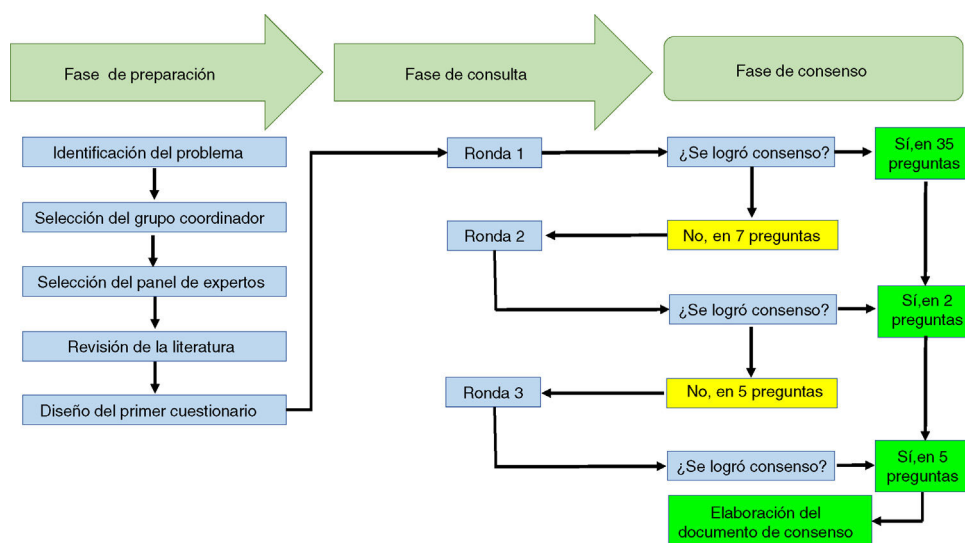 Fase de preparación
Fase de consulta
Fase de consenso
Identificación del problema
Selección del grupo coordinador
Selección del panel de expertos
Revisión de la literatura
Diseño del primer cuestionario
Ronda 1
¿Se logró consenso?
Sí,en 35
preguntas
No, en 7 preguntas
Ronda 2
¿Se logró consenso?
Sí,en 2
preguntas
No, en 5 preguntas
Ronda 3
¿Se logró consenso?
Sí,en 5
preguntas
Elaboración del
documento de consenso